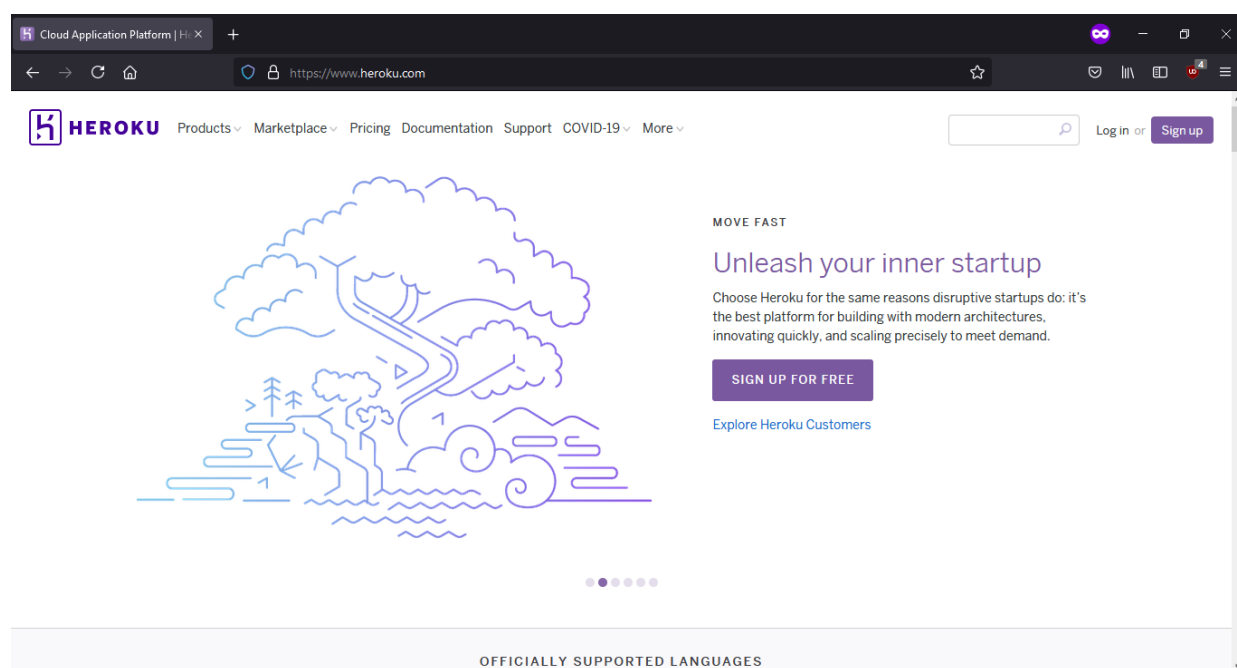 Cloud Application Platform | He
https://www.heroku.com
4
HEROKU Products Marketplace Pricing Documentation Support COVID-19 More Log in or Sign up
MOVE FAST
Unleash your inner startup
Choose Heroku for the same reasons disruptive startups do: it's
the best platform for building with modern architectures,
innovating quickly, and scaling precisely to meet demand.
SIGN UP FOR FREE
Explore Heroku Customers
OFFICIALLY SUPPORTED LANGUAGES